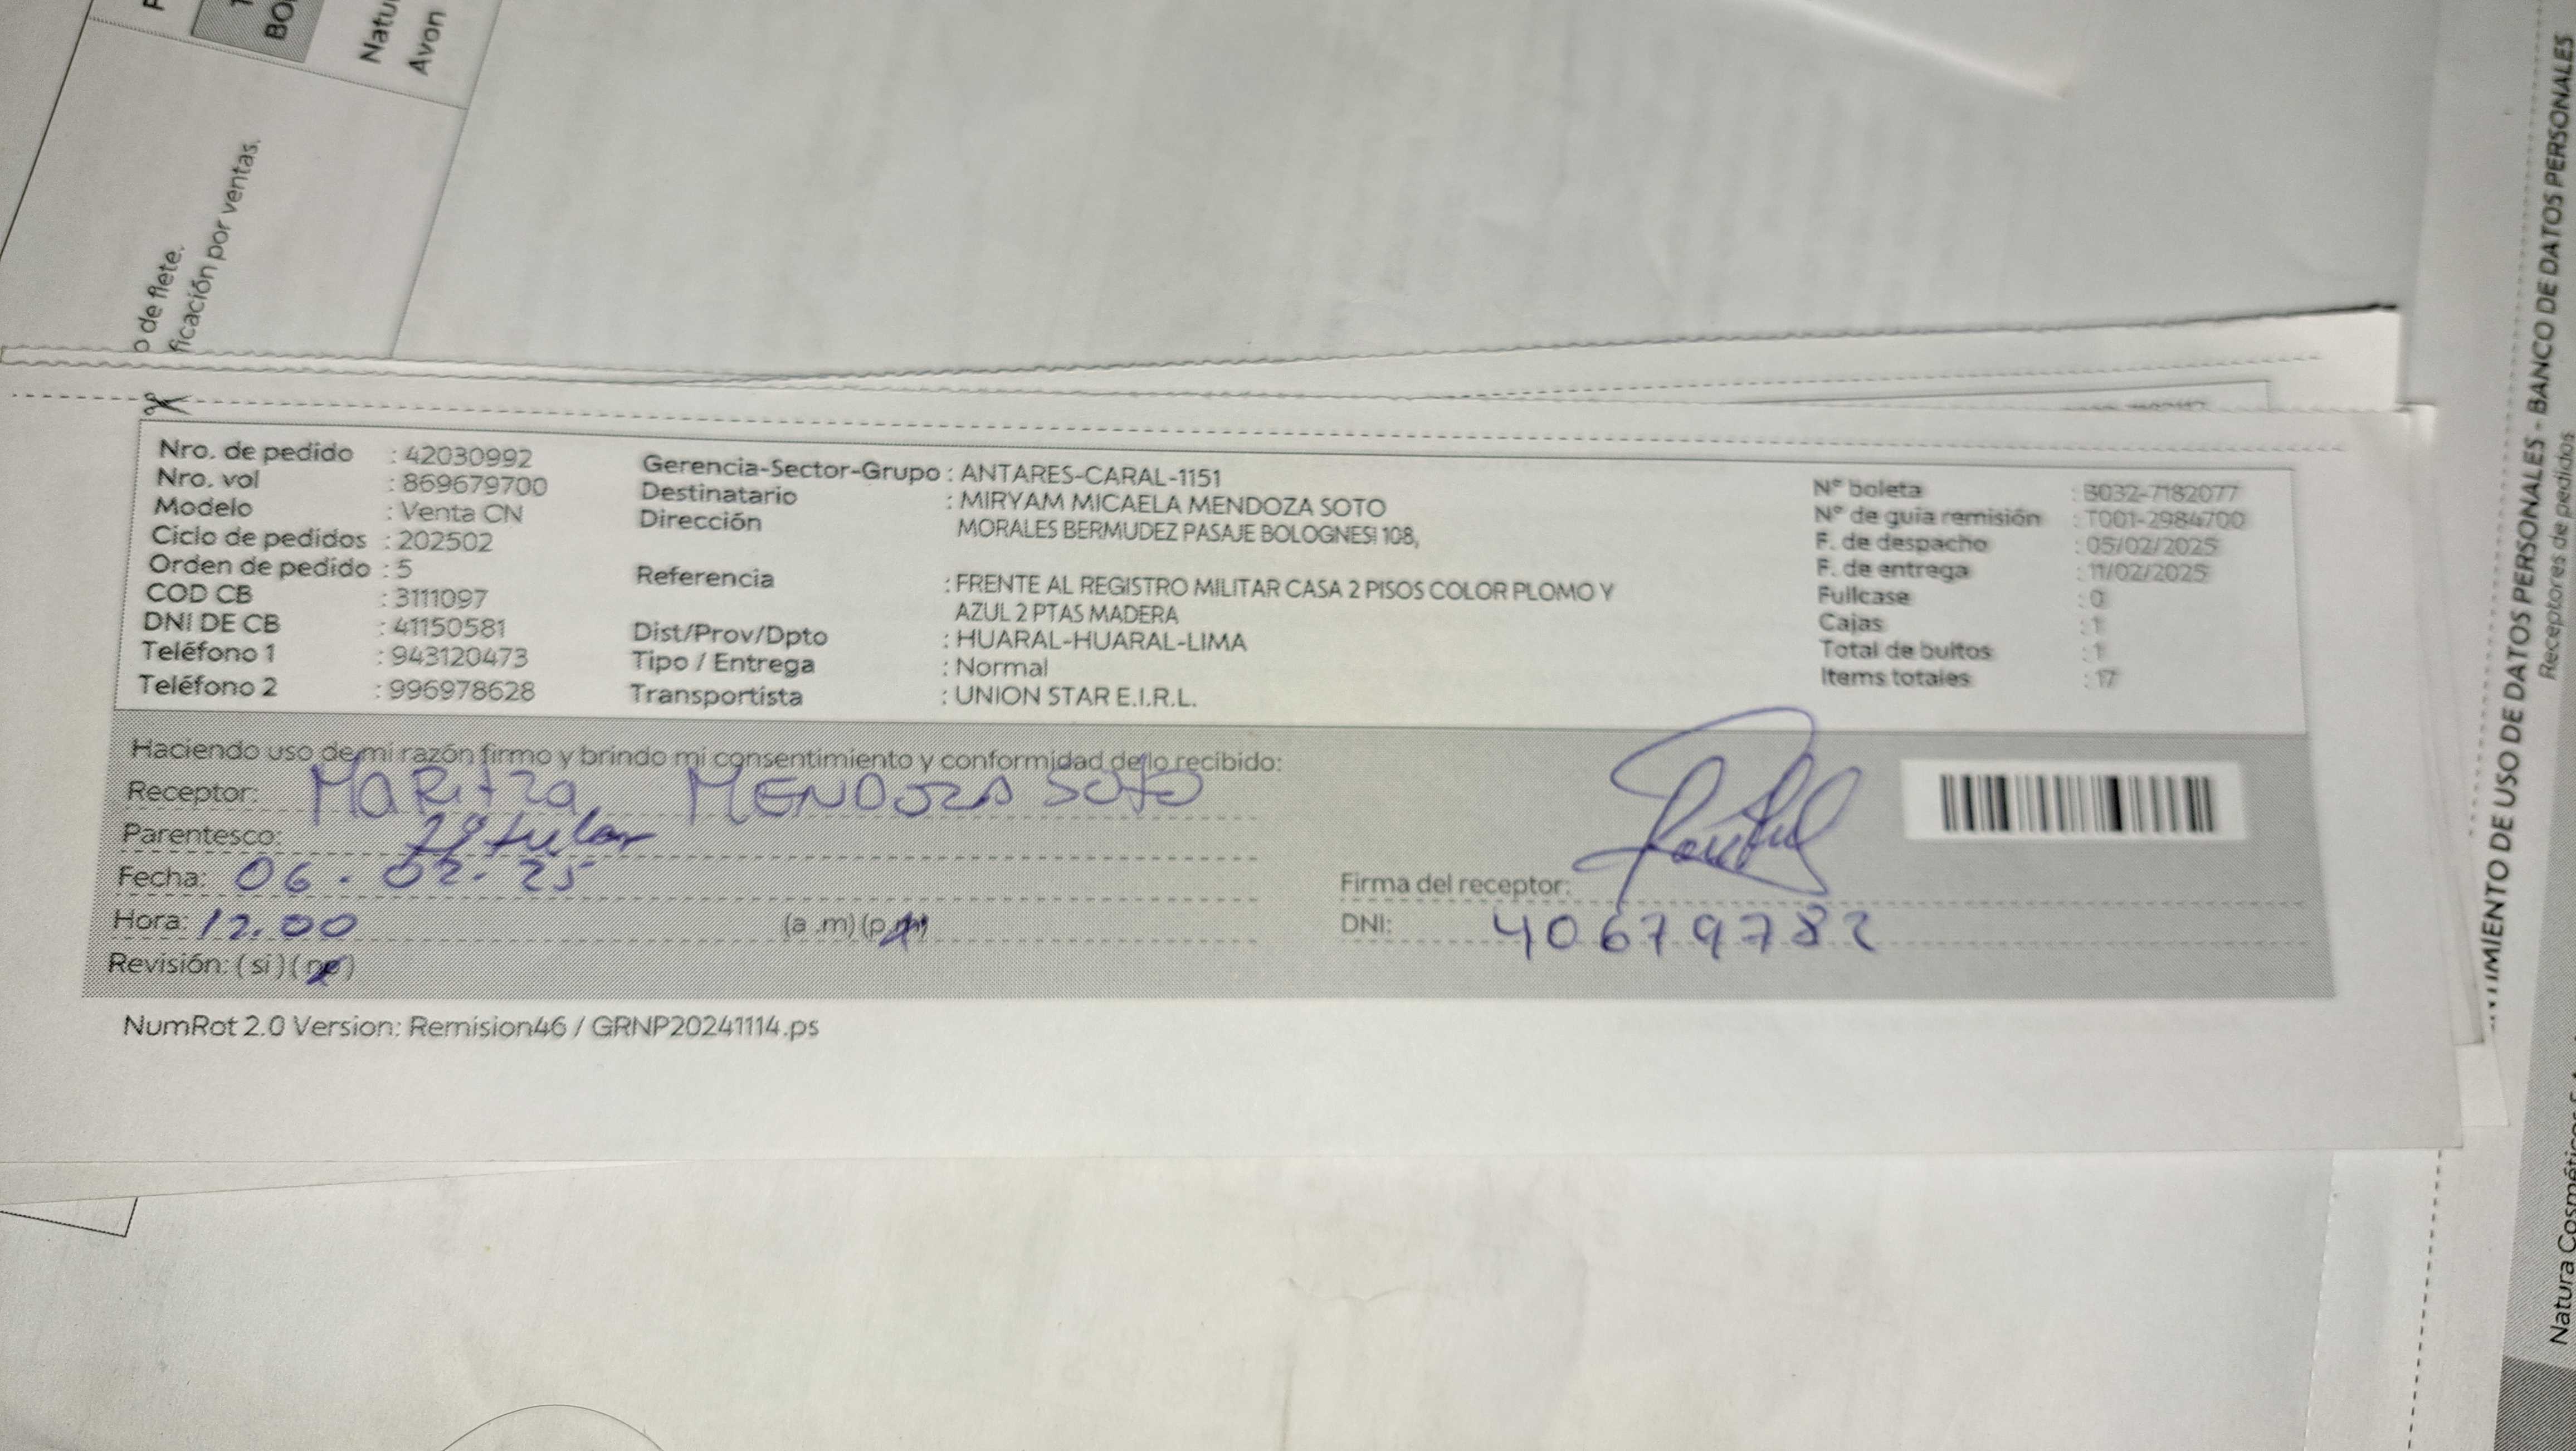 BO
Natu
Avon
o de flete.
ficación por ventas.
Nro. de pedido : 42030992
Nro. vol : 869679700
Modelo : Venta CN
Ciclo de pedidos : 202502
Orden de pedido : 5
COD CB : 3111097
DNI DE CB : 41150581
Teléfono 1 : 943120473
Teléfono 2 : 996978628
Gerencia-Sector-Grupo : ANTARES-CARAL-1151
Destinatario : MIRYAM MICAELA MENDOZA SOTO
Dirección MORALES BERMUDEZ PASAJE BOLOGNESI 108,
Referencia : FRENTE AL REGISTRO MILITAR CASA 2 PISOS COLOR PLOMO Y
AZUL 2 PTAS MADERA
Dist/Prov/Dpto : HUARAL-HUARAL-LIMA
Tipo / Entrega : Normal
Transportista : UNION STAR E.I.R.L.
N° boleta : B032-7182077
N° de guia remisión : T001-2984700
F. de despacho : 05/02/2025
F. de entrega : 11/02/2025
Fullcase : 0
Cajas : 1
Total de bultos : 1
Items totales : 17
Haciendo uso de mi razón firmo y brindo mi consentimiento y conformidad de lo recibido:
Receptor: MARitza MENDOZA Soto
Parentesco: Titular
Fecha: 06 - 02 - 25
Hora: 12.00 (a .m) (p.m)
Revisión: (si) (no)
Firma del receptor:
DNI: 40679782
NumRot 2.0 Version: Remision46 / GRNP20241114.ps
NTIMIENTO DE USO DE DATOS PERSONALES - BANCO DE DATOS PERSONALES
Receptores de pedidos
Natura Cosméticos